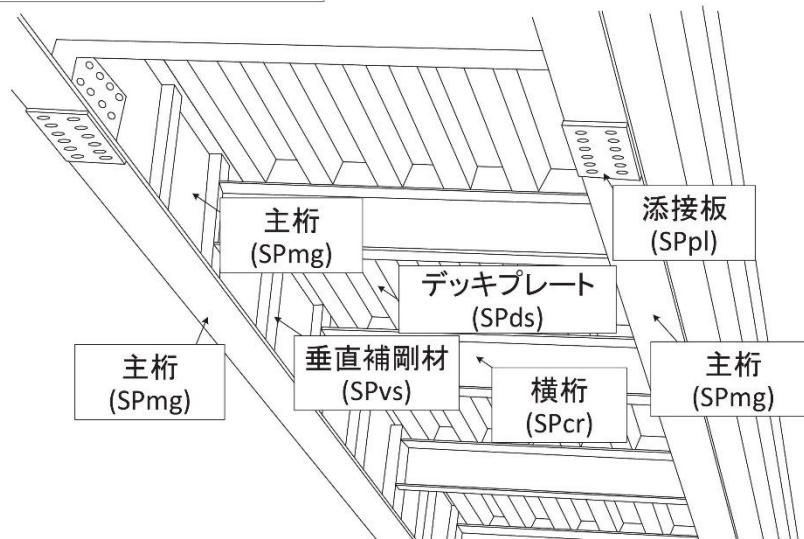 主桁
(SPmg)
添接板
(SPpl)
デッキプレート
(SPds)
主桁
(SPmg)
垂直補剛材
(SPvs)
横桁
(SPcr)
主桁
(SPmg)